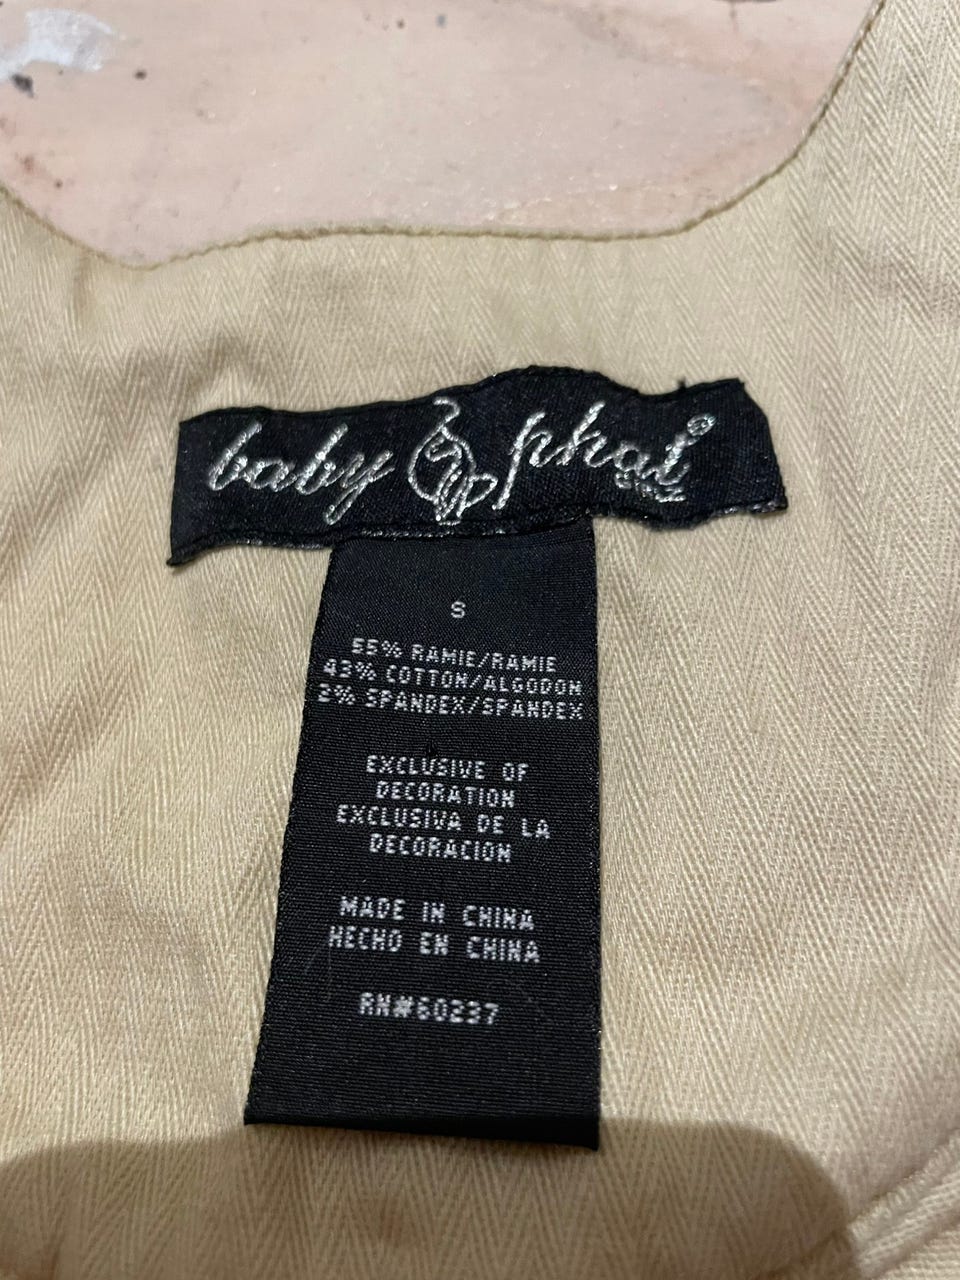 baby phat®
S
55% RAMIE/RAMIE
43% COTTON/ALGODON
2% SPANDEX/SPANDEX
EXCLUSIVE OF
DECORATION
EXCLUSIVA DE LA
DECORACION
MADE IN CHINA
HECHO EN CHINA
RN#60237